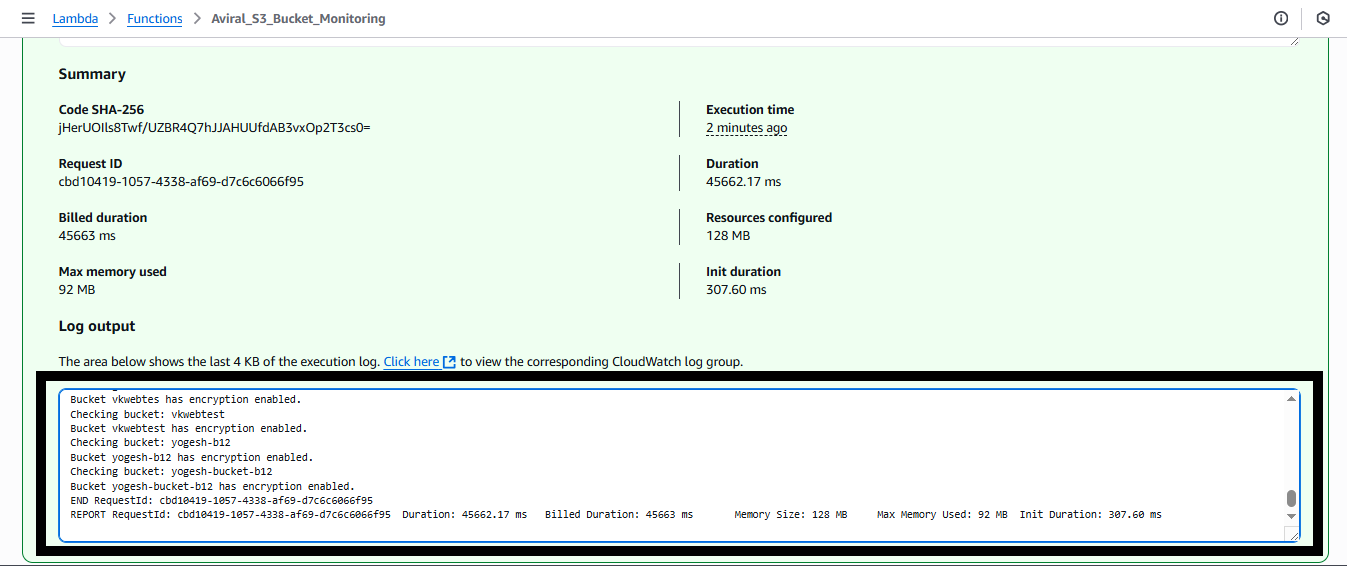 Lambda > Functions > Aviral_S3_Bucket_Monitoring
Summary
Code SHA-256
jHerUOIls8Twf/UZBR4Q7hJJAHUUfdAB3vxOp2T3cs0=
Execution time
2 minutes ago
Request ID
cbd10419-1057-4338-af69-d7c6c6066f95
Duration
45662.17 ms
Billed duration
45663 ms
Resources configured
128 MB
Max memory used
92 MB
Init duration
307.60 ms
Log output
The area below shows the last 4 KB of the execution log. Click here to view the corresponding CloudWatch log group.
Bucket vkwebtes has encryption enabled.
Checking bucket: vkwebtest
Bucket vkwebtest has encryption enabled.
Checking bucket: yogesh-b12
Bucket yogesh-b12 has encryption enabled.
Checking bucket: yogesh-bucket-b12
Bucket yogesh-bucket-b12 has encryption enabled.
END RequestId: cbd10419-1057-4338-af69-d7c6c6066f95
REPORT RequestId: cbd10419-1057-4338-af69-d7c6c6066f95 Duration: 45662.17 ms Billed Duration: 45663 ms Memory Size: 128 MB Max Memory Used: 92 MB Init Duration: 307.60 ms